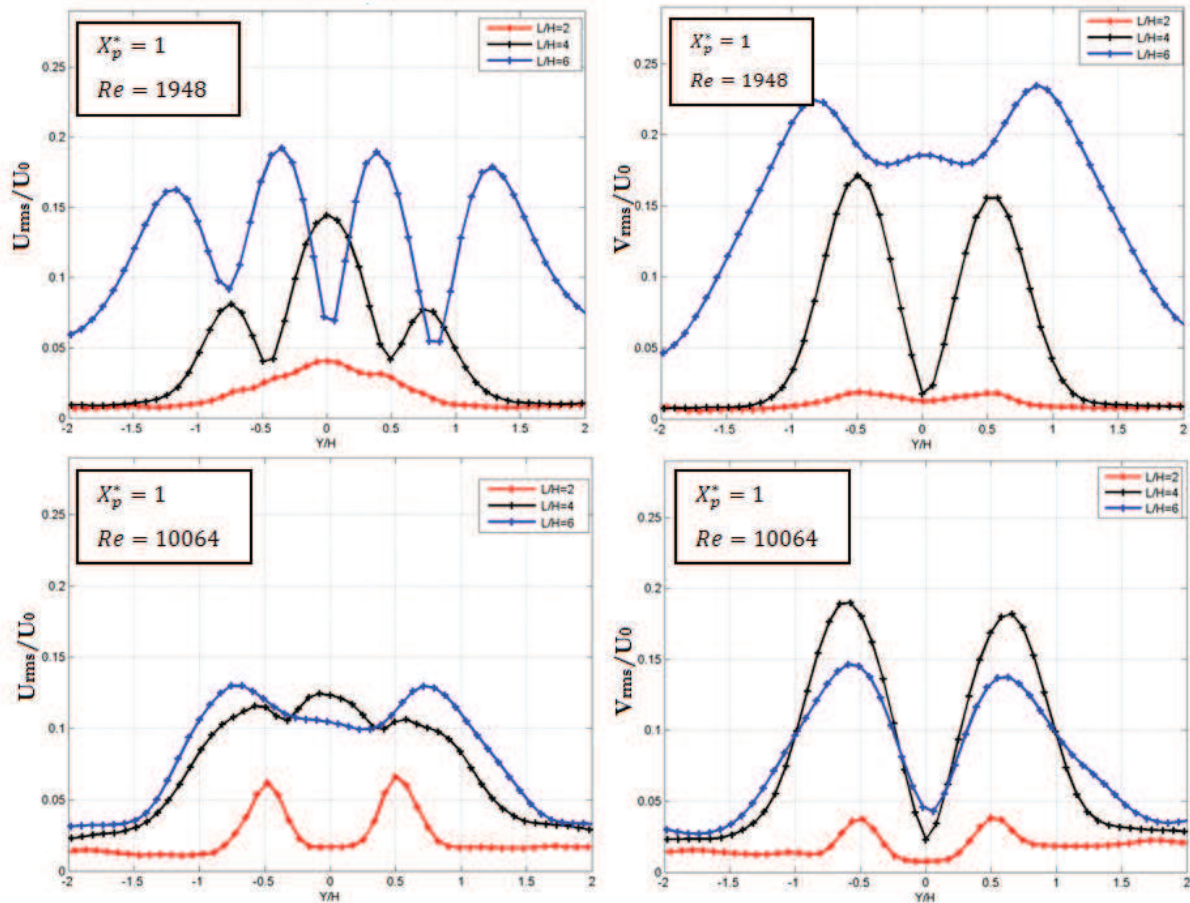 X*p = 1
Re = 1948
L/H=2
L/H=4
L/H=6
Urms/U0
0.25
0.2
0.15
0.1
0.05
0
-2 -1.5 -1 -0.5 0 0.5 1 1.5 2
Y/H
X*p = 1
Re = 1948
L/H=2
L/H=4
L/H=6
Vrms/U0
0.25
0.2
0.15
0.1
0.05
0
-2 -1.5 -1 -0.5 0 0.5 1 1.5 2
Y/H
X*p = 1
Re = 10064
L/H=2
L/H=4
L/H=6
Urms/U0
0.25
0.2
0.15
0.1
0.05
0
-2 -1.5 -1 -0.5 0 0.5 1 1.5 2
Y/H
X*p = 1
Re = 10064
L/H=2
L/H=4
L/H=6
Vrms/U0
0.25
0.2
0.15
0.1
0.05
0
-2 -1.5 -1 -0.5 0 0.5 1 1.5 2
Y/H